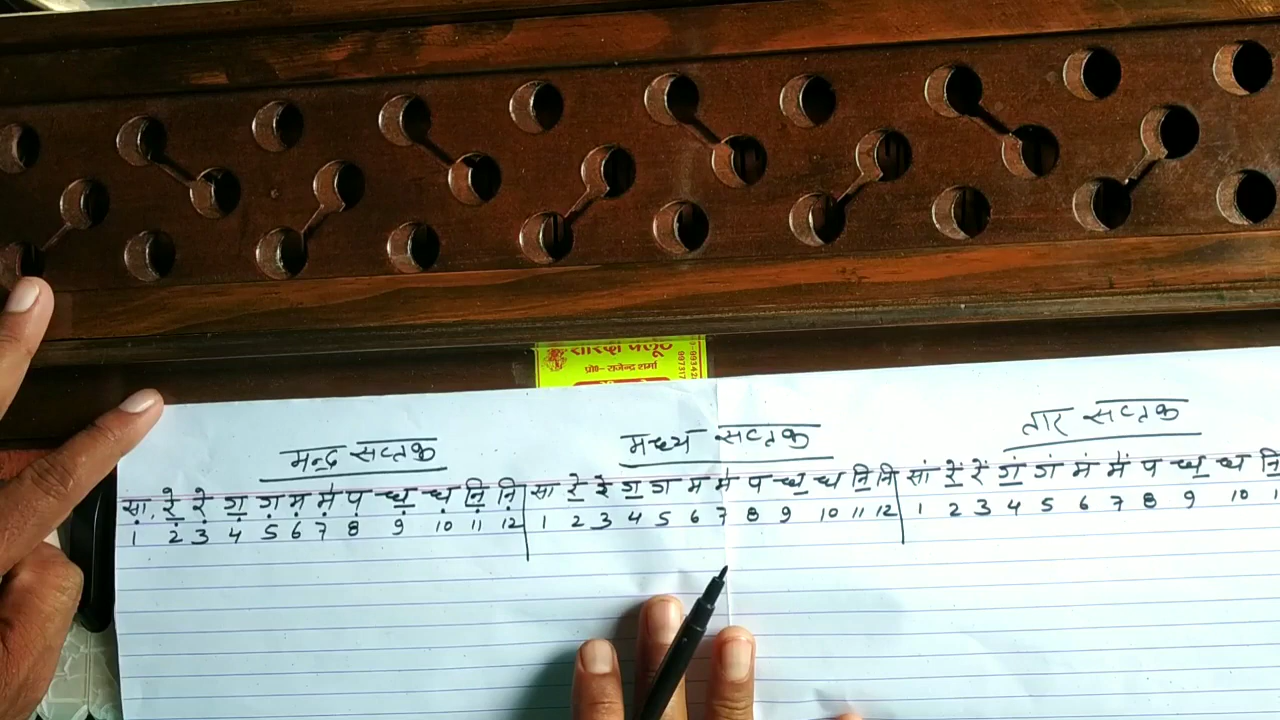 शारदा फ्लूट
प्रो०- राजेन्द्र शर्मा
मन्द्र सप्तक
मध्य सप्तक
तार सप्तक
सा़ रे़॒ रे़ ग़॒ ग़ म़ मे़ प ध़॒ ध़ नि़॒ नि़ सा रे॒ रे ग॒ ग म मे प ध॒ ध नि॒ नि सां रें॒ रें गं॒ गं मं में प ध॒ ध नि॒
1 2 3 4 5 6 7 8 9 10 11 12 1 2 3 4 5 6 7 8 9 10 11 12 1 2 3 4 5 6 7 8 9 10